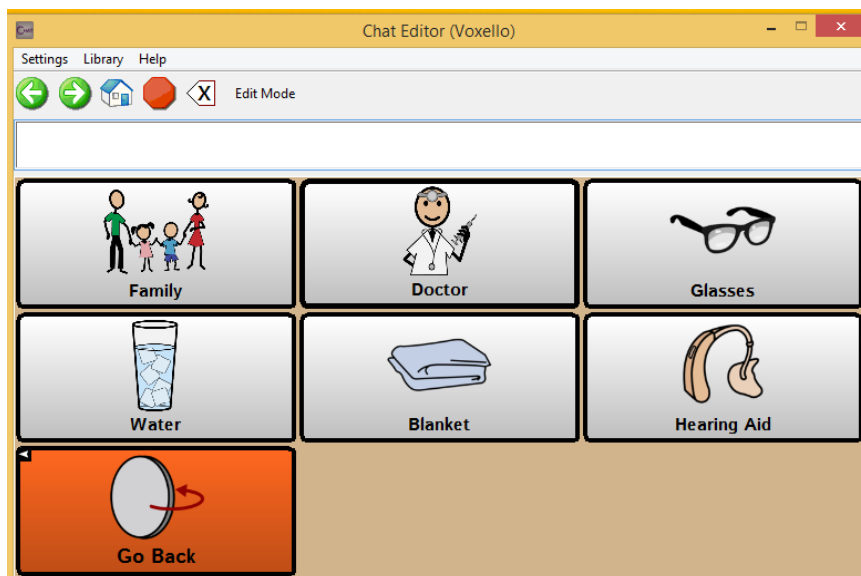 Chat Editor (Voxello)
Settings Library Help
X Edit Mode
Family Doctor Glasses
Water Blanket Hearing Aid
Go Back